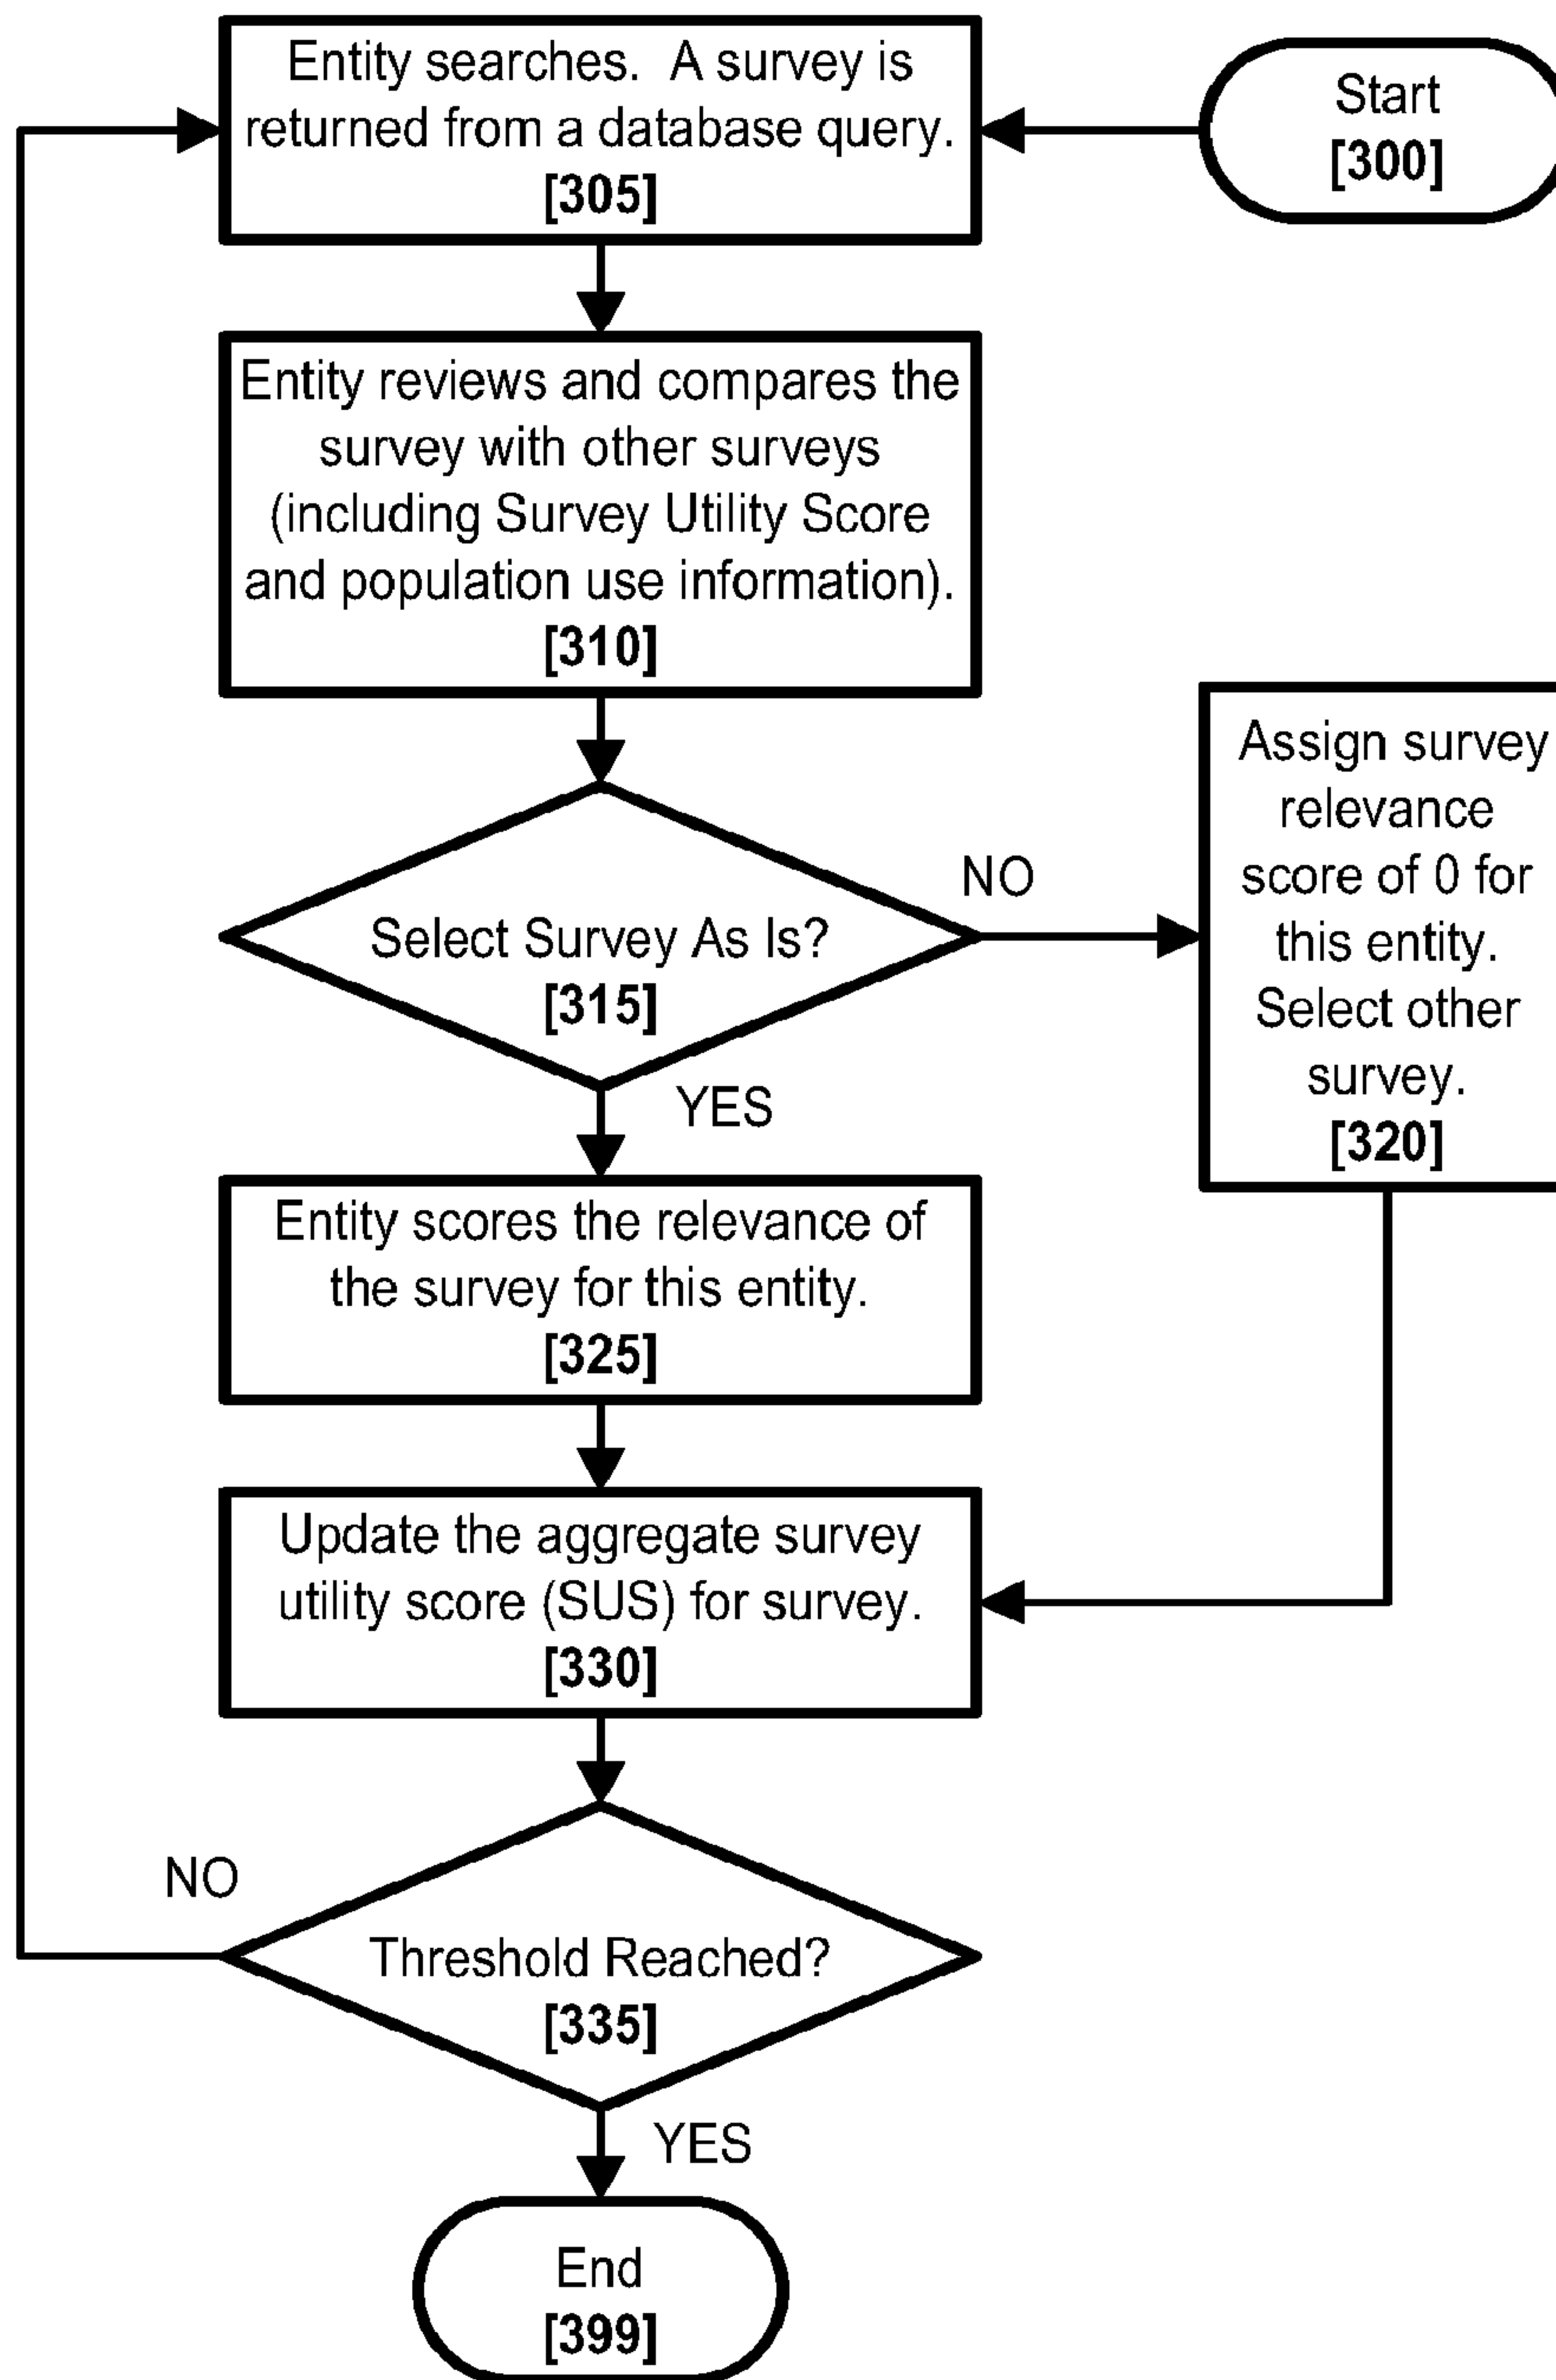 Entity searches.  A survey is
returned from a database query.
[305]
Start
[300]
Entity reviews and compares the
survey with other surveys
(including Survey Utility Score
and population use information).
[310]
Select Survey As Is?
[315]
NO
Assign survey
relevance
score of 0 for
this entity.
Select other
survey.
[320]
YES
Entity scores the relevance of
the survey for this entity.
[325]
Update the aggregate survey
utility score (SUS) for survey.
[330]
NO
Threshold Reached?
[335]
YES
End
[399]